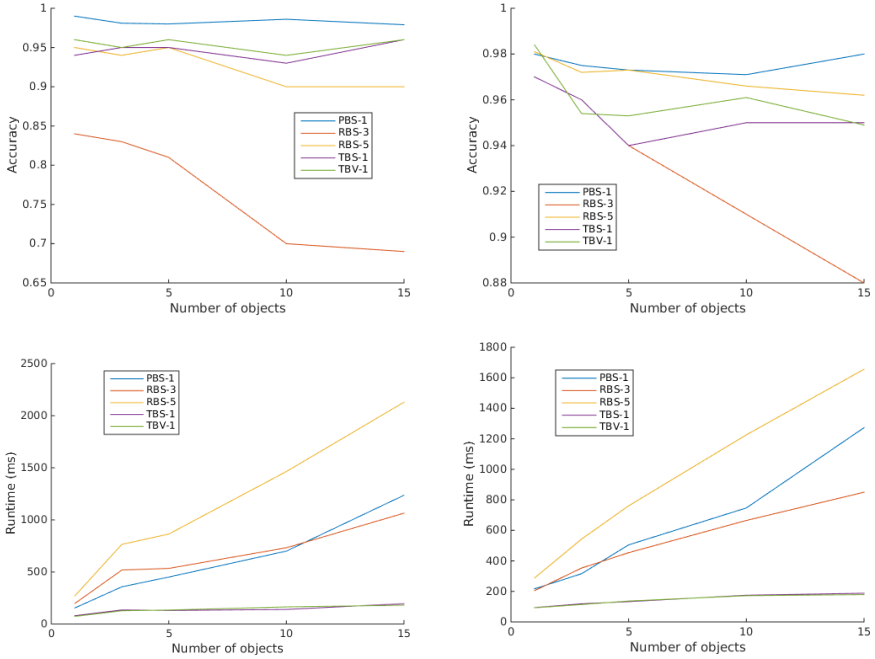 1
0.95
0.9
0.85
0.8
0.75
0.7
0.65
Accuracy
PBS-1
RBS-3
RBS-5
TBS-1
TBV-1
0 5 10 15
Number of objects
1
0.98
0.96
0.94
0.92
0.9
0.88
Accuracy
PBS-1
RBS-3
RBS-5
TBS-1
TBV-1
0 5 10 15
Number of objects
2500
2000
1500
1000
500
0
Runtime (ms)
PBS-1
RBS-3
RBS-5
TBS-1
TBV-1
0 5 10 15
Number of objects
1800
1600
1400
1200
1000
800
600
400
200
0
Runtime (ms)
PBS-1
RBS-3
RBS-5
TBS-1
TBV-1
0 5 10 15
Number of objects